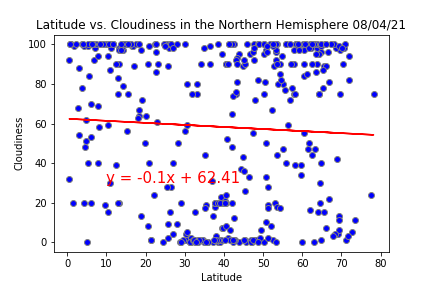 Latitude vs. Cloudiness in the Northern Hemisphere 08/04/21
100
80
60
40
20
0
Cloudiness
y = -0.1x + 62.41
0 10 20 30 40 50 60 70 80
Latitude